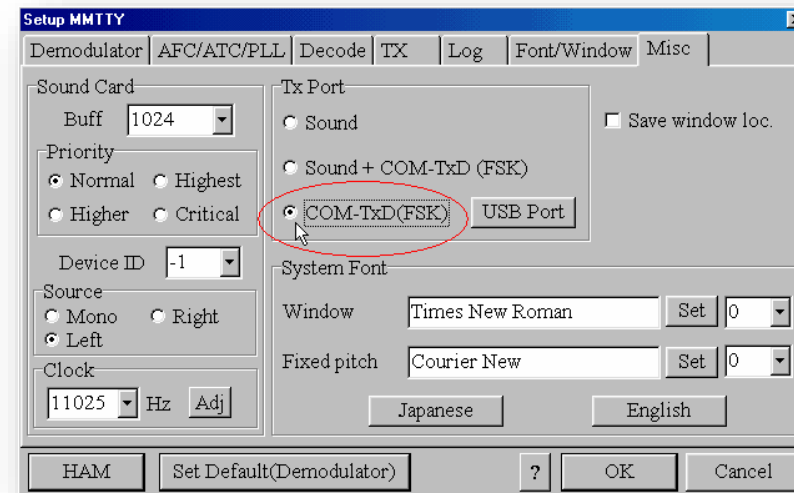 Setup MMTTY
Demodulator AFC/ATC/PLL Decode TX Log Font/Window Misc
Sound Card
Buff 1024
Priority
Normal Highest
Higher Critical
Device ID -1
Source
Mono Right
Left
Clock
11025 Hz Adj
Tx Port
Sound
Sound + COM-TxD (FSK)
COM-TxD(FSK) USB Port
Save window loc.
System Font
Window Times New Roman Set 0
Fixed pitch Courier New Set 0
Japanese English
HAM Set Default(Demodulator) ? OK Cancel